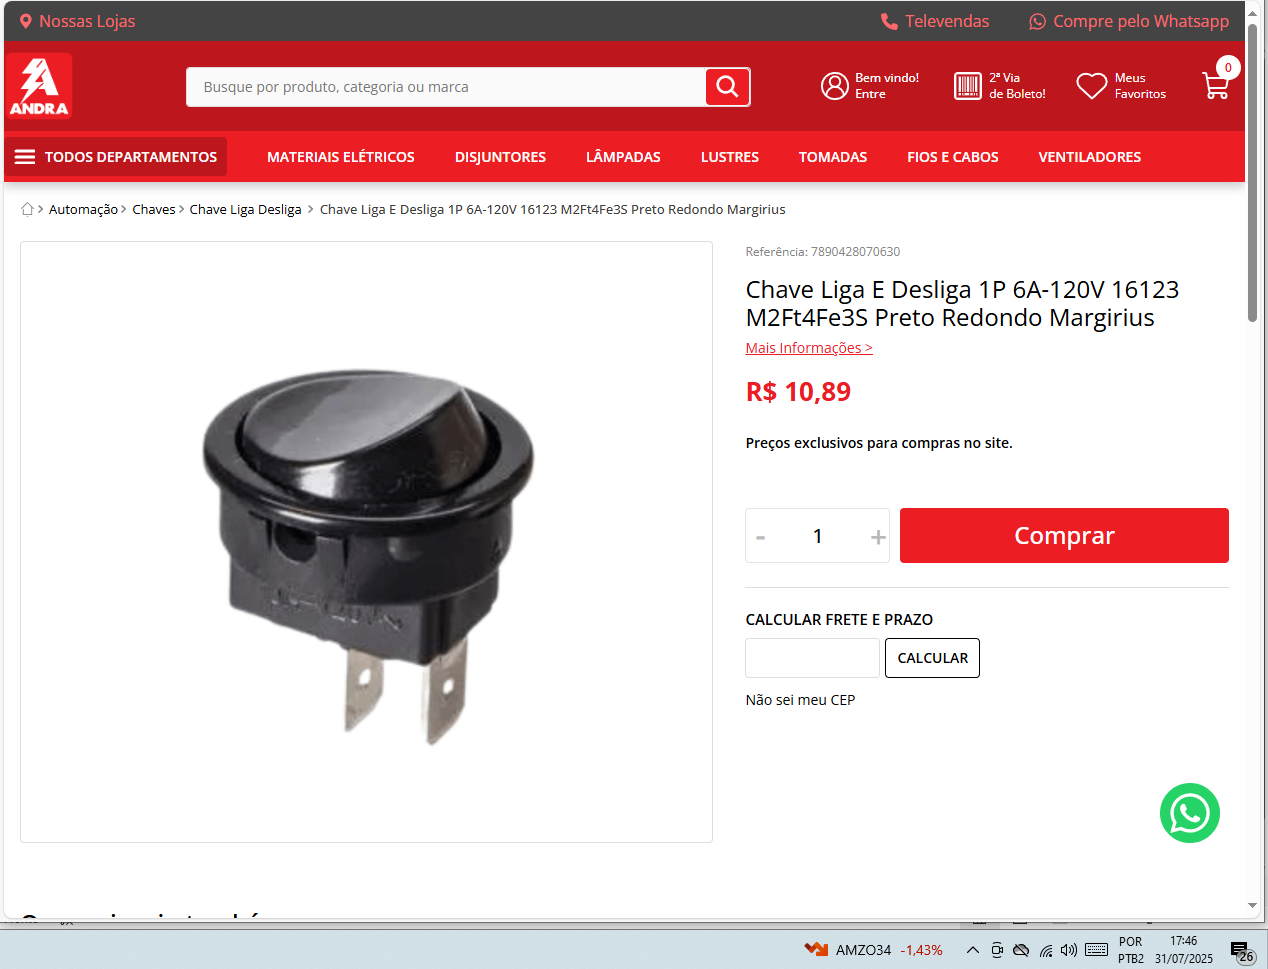 Nossas Lojas
Televendas
Compre pelo Whatsapp
ANDRA
Busque por produto, categoria ou marca
Bem vindo!
Entre
2ª Via
de Boleto!
Meus
Favoritos
0
TODOS DEPARTAMENTOS
MATERIAIS ELÉTRICOS
DISJUNTORES
LÂMPADAS
LUSTRES
TOMADAS
FIOS E CABOS
VENTILADORES
Automação > Chaves > Chave Liga Desliga > Chave Liga E Desliga 1P 6A-120V 16123 M2Ft4Fe3S Preto Redondo Margirius
Referência: 7890428070630
Chave Liga E Desliga 1P 6A-120V 16123
M2Ft4Fe3S Preto Redondo Margirius
Mais Informações >
R$ 10,89
Preços exclusivos para compras no site.
- 1 +
Comprar
CALCULAR FRETE E PRAZO
CALCULAR
Não sei meu CEP
AMZO34 -1,43%
POR
PTB2
17:46
31/07/2025
26